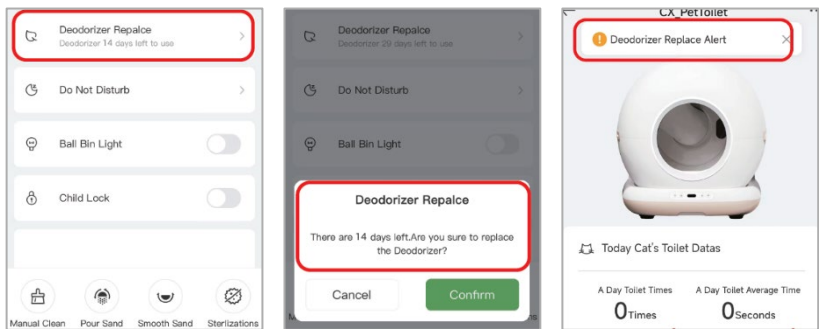 Deodorizer Repalce
Deodorizer 14 days left to use
Do Not Disturb
Ball Bin Light
Child Lock
Manual Clean
Pour Sand
Smooth Sand
Sterlizations
Deodorizer Repalce
Deodorizer 29 days left to use
Do Not Disturb
Ball Bin Light
Deodorizer Repalce
There are 14 days left.Are you sure to replace
the Deodorizer?
Cancel
Confirm
CX_PetToilet
Deodorizer Replace Alert
Today Cat's Toilet Datas
A Day Toliet Times
0Times
A Day Toilet Average Time
0Seconds